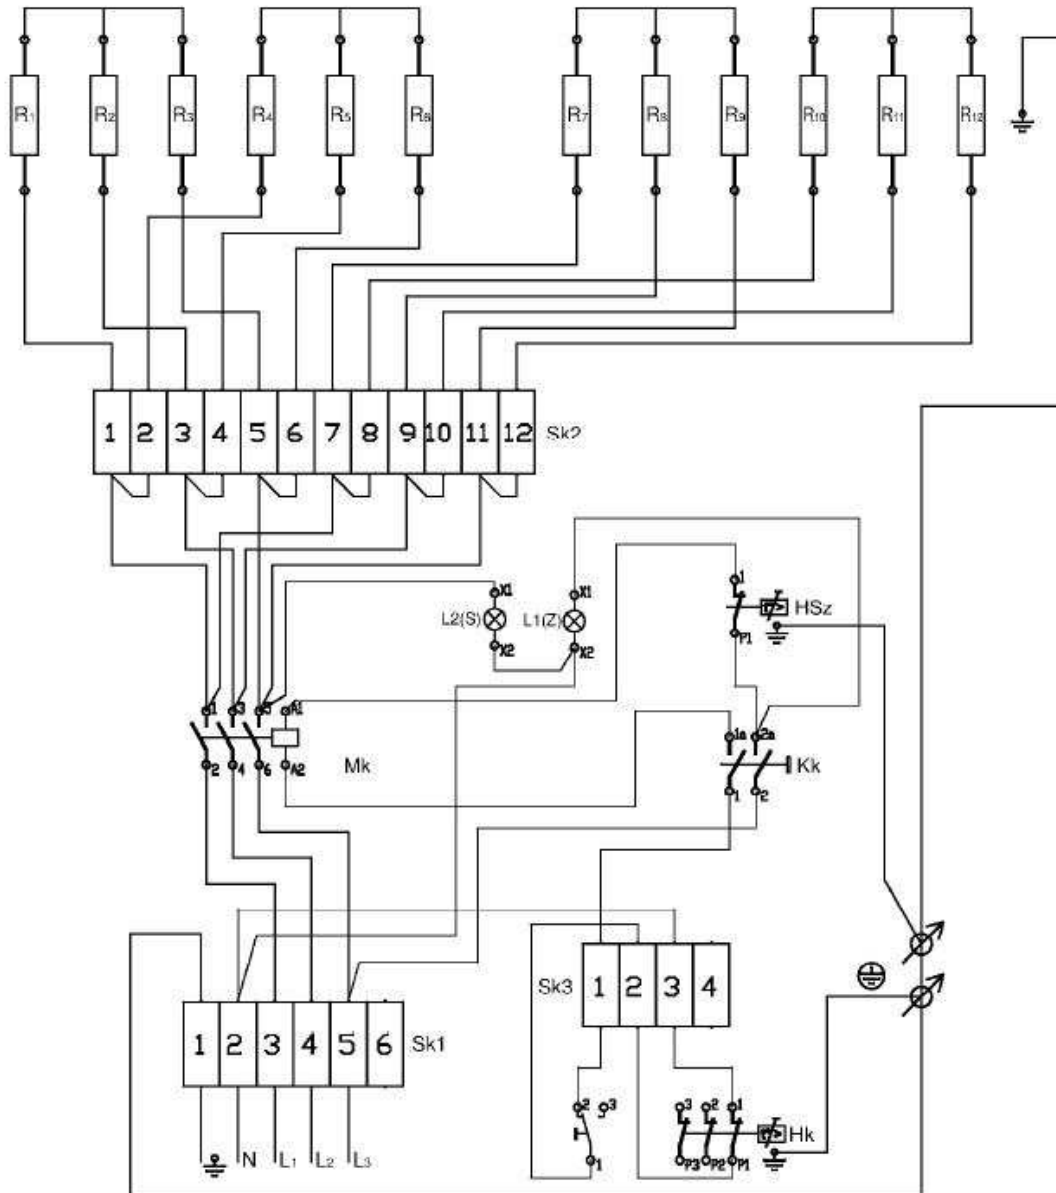 R1 R2 R3 R4 R5 R6 R7 R8 R9 R10 R11 R12
1 2 3 4 5 6 7 8 9 10 11 12 Sk2
X1 X1 1
L2(S) L1(Z) HSz
X2 X2 P1
1 3 5 A1 1a 2a
Mk Kk
2 4 6 A2 1 2
Sk3 1 2 3 4
1 2 3 4 5 6 Sk1
2 3 3 2 1
Hk
N L1 L2 L3 1 P3 P2 P1